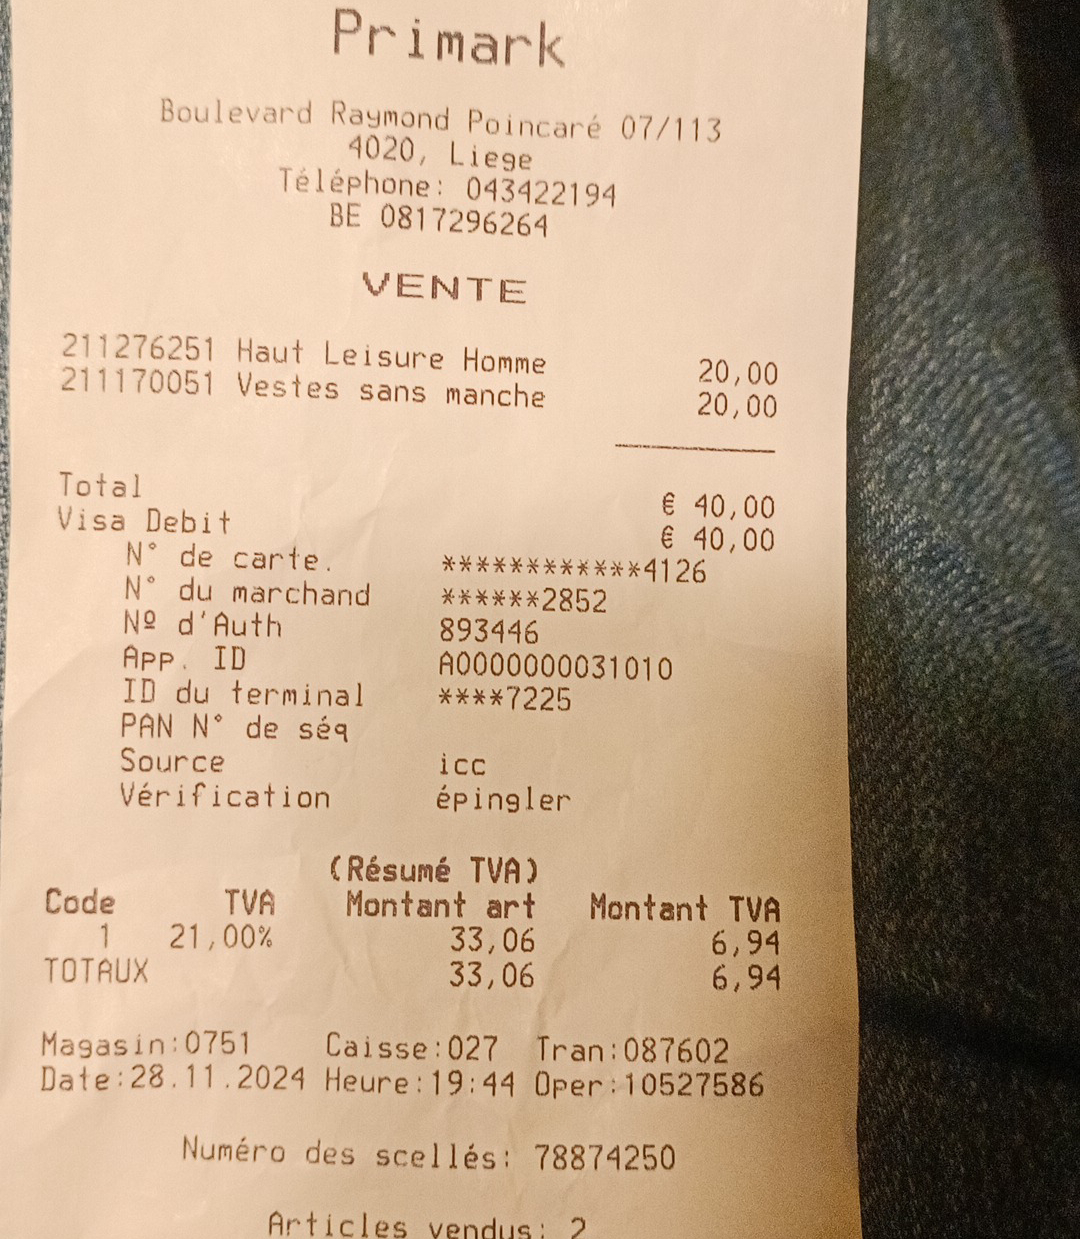 Primark
Boulevard Raymond Poincaré 07/113
4020, Liege
Téléphone: 043422194
BE 0817296264
VENTE
211276251 Haut Leisure Homme 20,00
211170051 Vestes sans manche 20,00
Total € 40,00
Visa Debit € 40,00
N° de carte. ************4126
N° du marchand ******2852
Nº d'Auth 893446
App. ID A0000000031010
ID du terminal ****7225
PAN N° de séq
Source icc
Vérification épingler
(Résumé TVA)
Code TVA Montant art Montant TVA
1 21,00% 33,06 6,94
TOTAUX 33,06 6,94
Magasin:0751 Caisse:027 Tran:087602
Date:28.11.2024 Heure:19:44 Oper:10527586
Numéro des scellés: 78874250
Articles vendus: 2